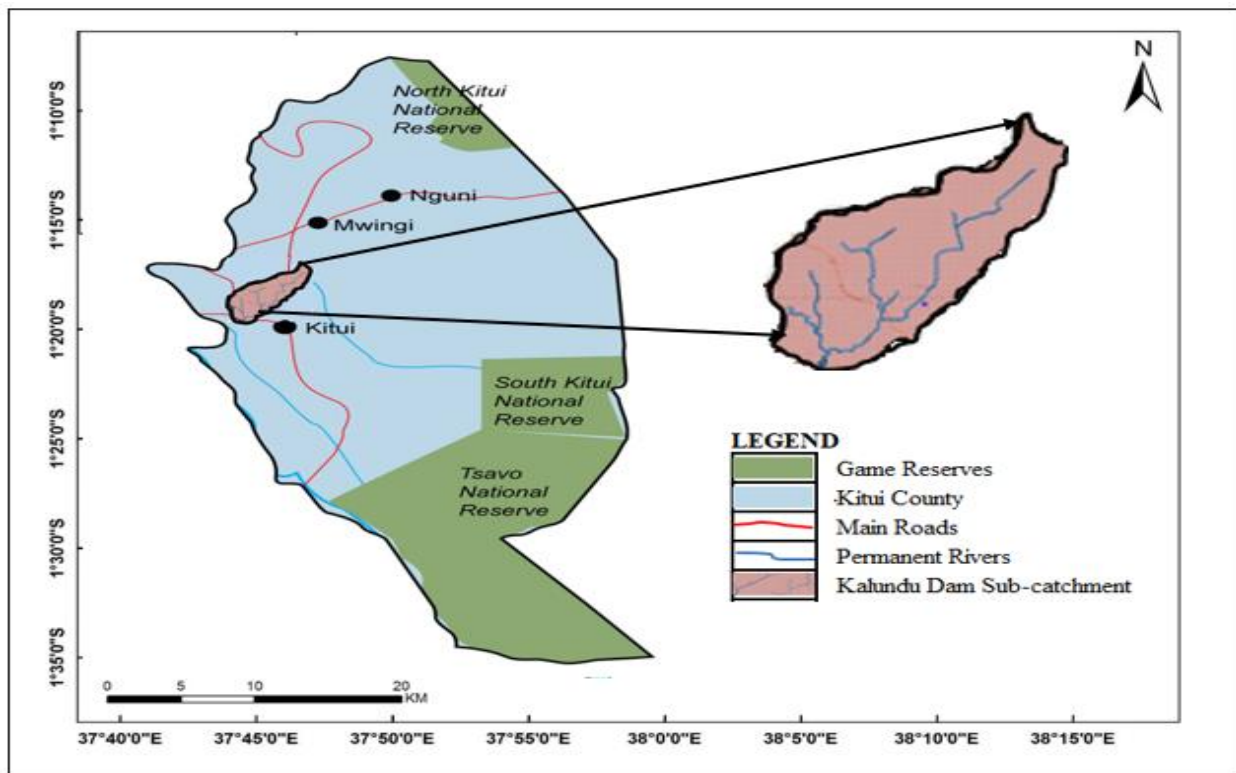 N
North Kitui
National
Reserve
Nguni
Mwingi
Kitui
South Kitui
National
Reserve
Tsavo
National
Reserve
LEGEND
Game Reserves
Kitui County
Main Roads
Permanent Rivers
Kalundu Dam Sub-catchment
1°10'0"S
1°15'0"S
1°20'0"S
1°25'0"S
1°30'0"S
1°35'0"S
0 5 10 20
KM
37°40'0"E 37°45'0"E 37°50'0"E 37°55'0"E 38°0'0"E 38°5'0"E 38°10'0"E 38°15'0"E